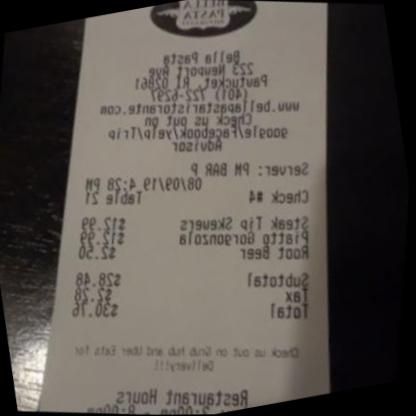 BELLA
PASTA
Bella Pasta
223 Newport Ave
Pawtucket, RI 02861
(401) 722-6297
www.bellapastaristorante.com
Check us out on
google/Facebook/yelp/Trip
Advisor
Server: PM BAR P
08/09/19, 4:28 PM
Check #4 Table 21
Steak Tip Skewers $12.99
Piatto Gorgonzola $12.99
Root Beer $2.50
Subtotal $28.48
Tax $2.28
Total $30.76
Check us out on Grub hub and Uber Eats for
Delivery!!!
Restaurant Hours